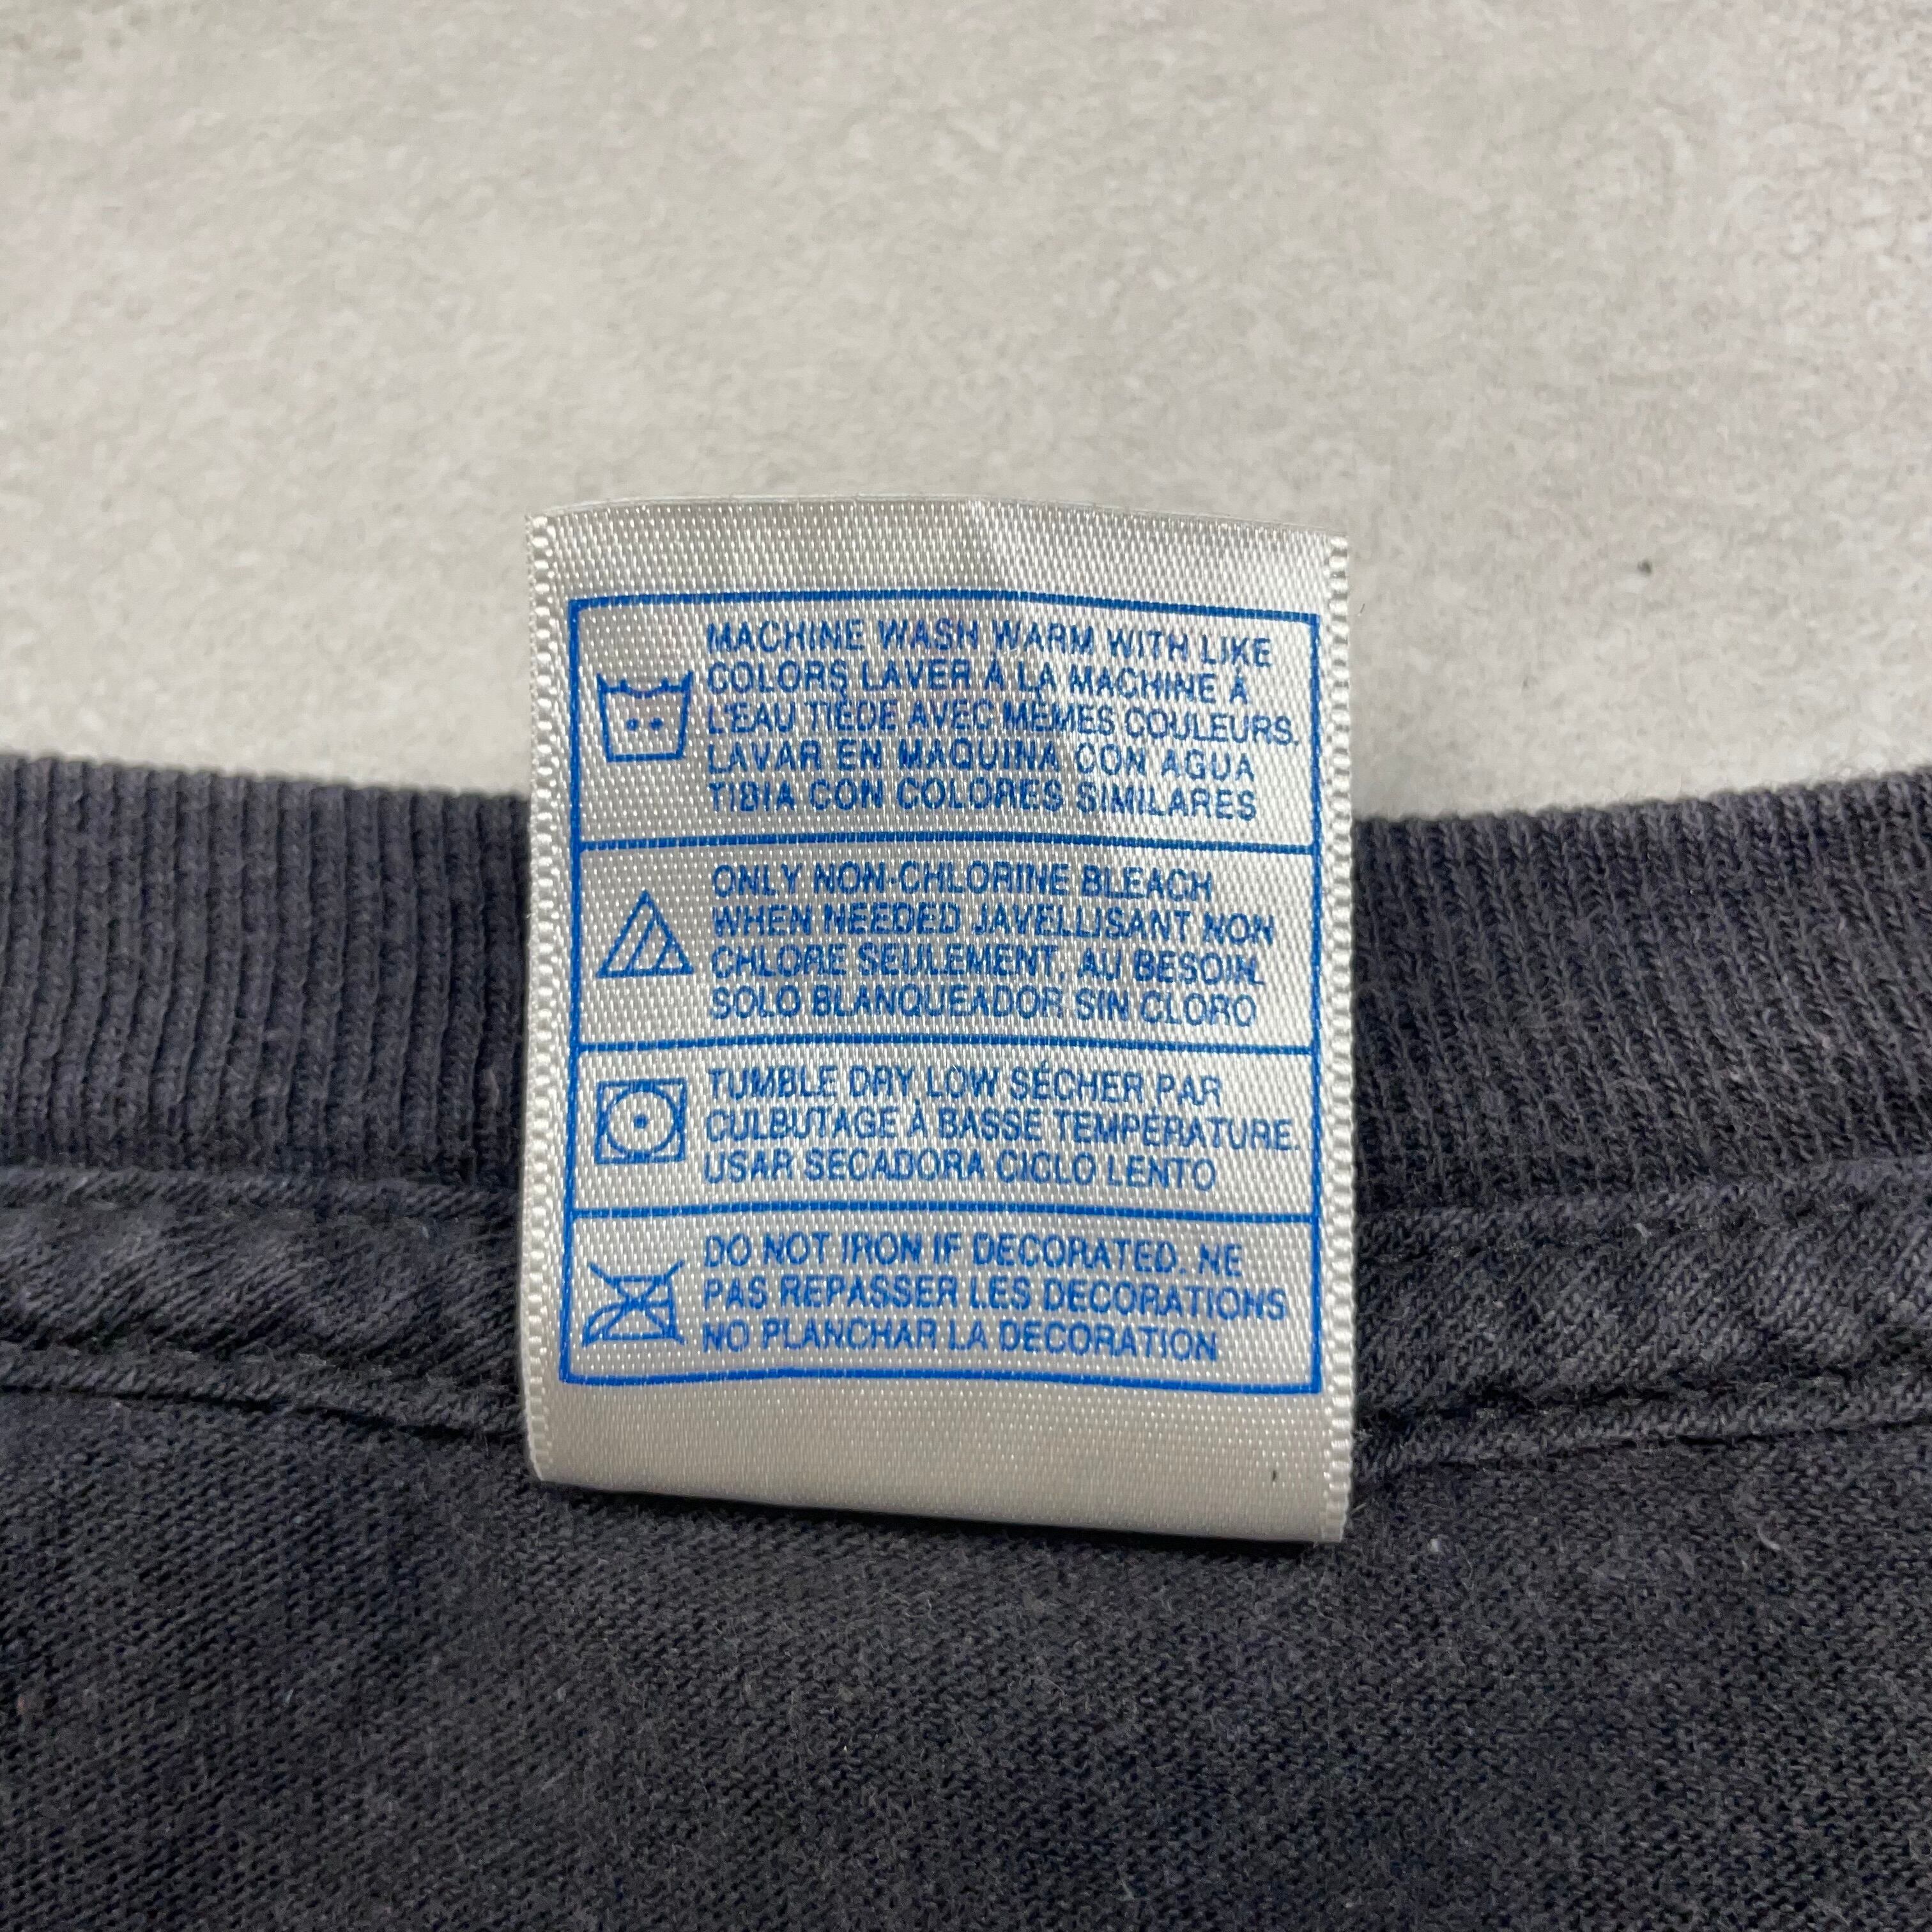 MACHINE WASH WARM WITH LIKE
COLORS LAVER À LA MACHINE À
L'EAU TIÈDE AVEC MÊMES COULEURS.
LAVAR EN MAQUINA CON AGUA
TIBIA CON COLORES SIMILARES
ONLY NON-CHLORINE BLEACH
WHEN NEEDED JAVELLISANT NON
CHLORE SEULEMENT, AU BESOIN.
SOLO BLANQUEADOR SIN CLORO
TUMBLE DRY LOW SÉCHER PAR
CULBUTAGE À BASSE TEMPERATURE.
USAR SECADORA CICLO LENTO
DO NOT IRON IF DECORATED. NE
PAS REPASSER LES DECORATIONS
NO PLANCHAR LA DECORATION